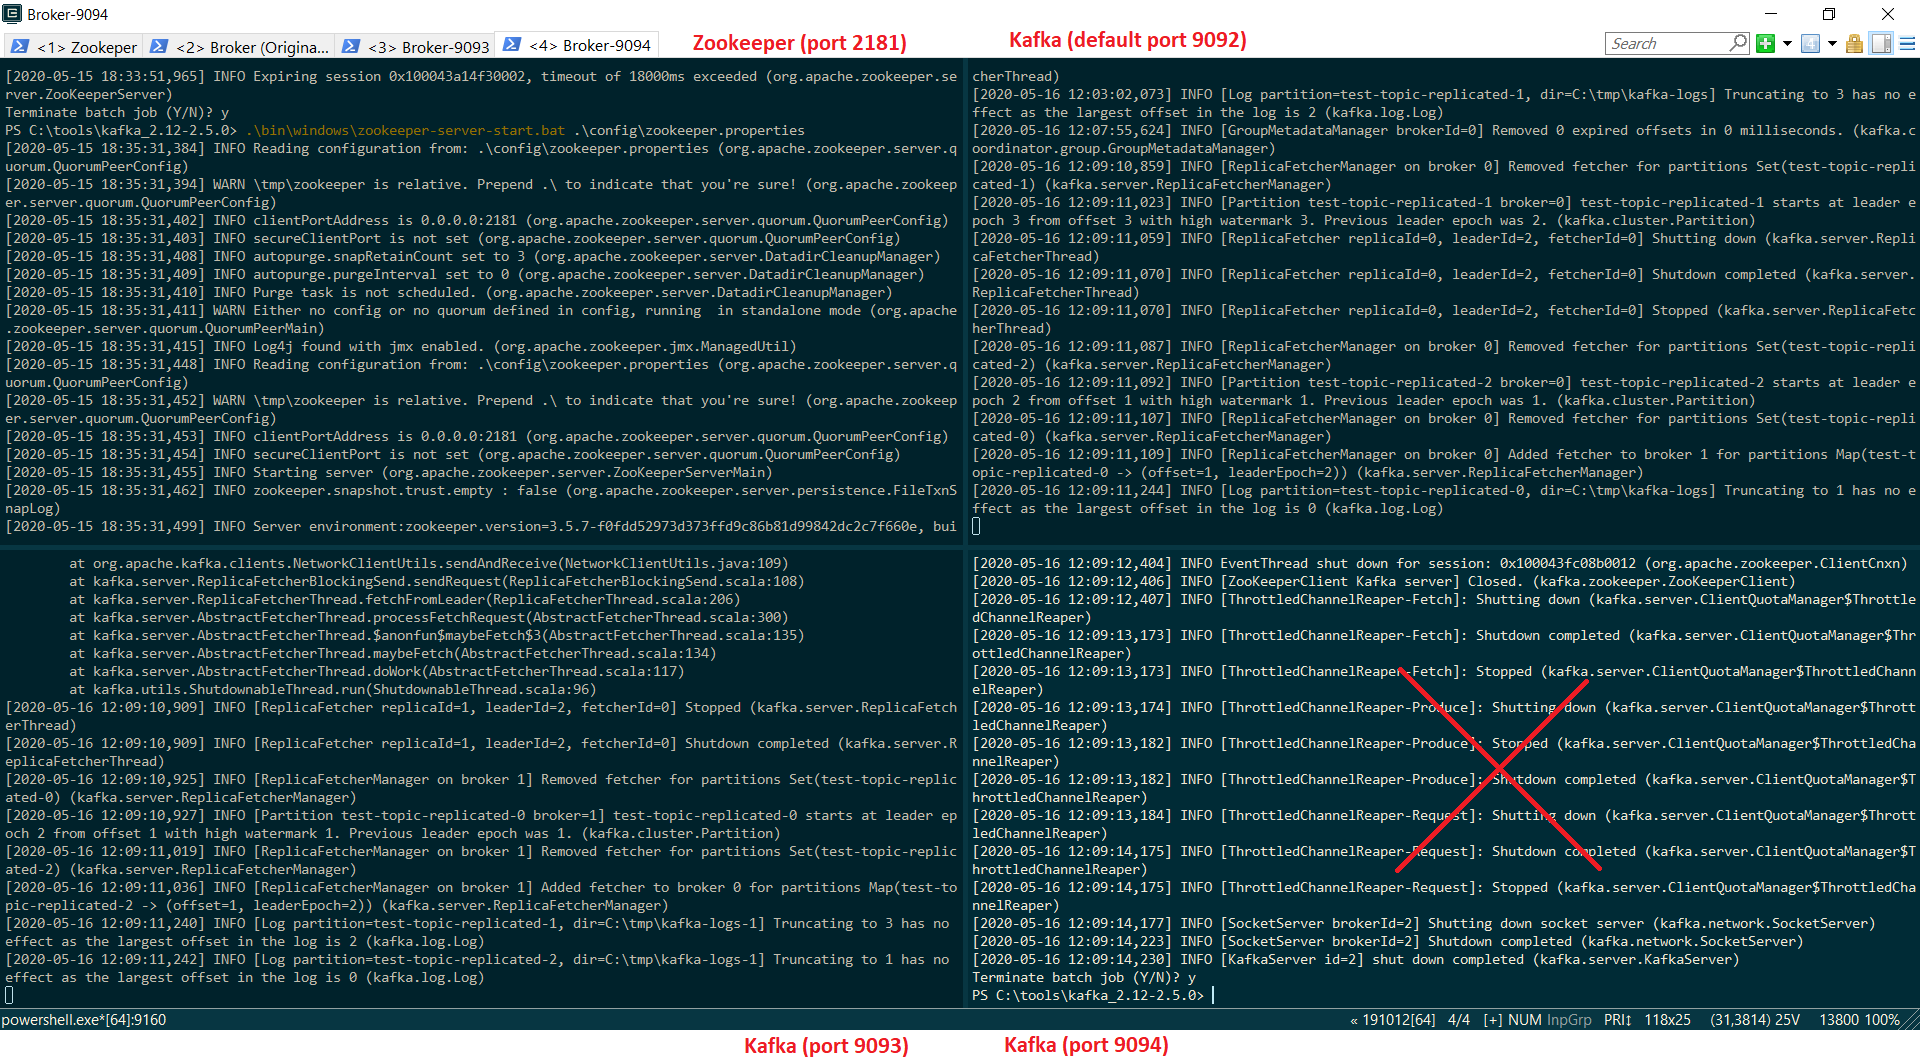 Broker-9094
<1> Zookeper
<2> Broker (Origina...
<3> Broker-9093
<4> Broker-9094
Zookeeper (port 2181)
Kafka (default port 9092)
Search
[2020-05-15 18:33:51,965] INFO Expiring session 0x100043a14f30002, timeout of 18000ms exceeded (org.apache.zookeeper.se
rver.ZooKeeperServer)
Terminate batch job (Y/N)? y
PS C:\tools\kafka_2.12-2.5.0> .\bin\windows\zookeeper-server-start.bat .\config\zookeeper.properties
[2020-05-15 18:35:31,384] INFO Reading configuration from: .\config\zookeeper.properties (org.apache.zookeeper.server.q
uorum.QuorumPeerConfig)
[2020-05-15 18:35:31,394] WARN \tmp\zookeeper is relative. Prepend .\ to indicate that you're sure! (org.apache.zookeep
er.server.quorum.QuorumPeerConfig)
[2020-05-15 18:35:31,402] INFO clientPortAddress is 0.0.0.0:2181 (org.apache.zookeeper.server.quorum.QuorumPeerConfig)
[2020-05-15 18:35:31,403] INFO secureClientPort is not set (org.apache.zookeeper.server.quorum.QuorumPeerConfig)
[2020-05-15 18:35:31,408] INFO autopurge.snapRetainCount set to 3 (org.apache.zookeeper.server.DatadirCleanupManager)
[2020-05-15 18:35:31,409] INFO autopurge.purgeInterval set to 0 (org.apache.zookeeper.server.DatadirCleanupManager)
[2020-05-15 18:35:31,410] INFO Purge task is not scheduled. (org.apache.zookeeper.server.DatadirCleanupManager)
[2020-05-15 18:35:31,411] WARN Either no config or no quorum defined in config, running  in standalone mode (org.apache
.zookeeper.server.quorum.QuorumPeerMain)
[2020-05-15 18:35:31,415] INFO Log4j found with jmx enabled. (org.apache.zookeeper.jmx.ManagedUtil)
[2020-05-15 18:35:31,448] INFO Reading configuration from: .\config\zookeeper.properties (org.apache.zookeeper.server.q
uorum.QuorumPeerConfig)
[2020-05-15 18:35:31,452] WARN \tmp\zookeeper is relative. Prepend .\ to indicate that you're sure! (org.apache.zookeep
er.server.quorum.QuorumPeerConfig)
[2020-05-15 18:35:31,453] INFO clientPortAddress is 0.0.0.0:2181 (org.apache.zookeeper.server.quorum.QuorumPeerConfig)
[2020-05-15 18:35:31,454] INFO secureClientPort is not set (org.apache.zookeeper.server.quorum.QuorumPeerConfig)
[2020-05-15 18:35:31,455] INFO Starting server (org.apache.zookeeper.server.ZooKeeperServerMain)
[2020-05-15 18:35:31,462] INFO zookeeper.snapshot.trust.empty : false (org.apache.zookeeper.server.persistence.FileTxnS
napLog)
[2020-05-15 18:35:31,499] INFO Server environment:zookeeper.version=3.5.7-f0fdd52973d373ffd9c86b81d99842dc2c7f660e, bui
cherThread)
[2020-05-16 12:03:02,073] INFO [Log partition=test-topic-replicated-1, dir=C:\tmp\kafka-logs] Truncating to 3 has no e
ffect as the largest offset in the log is 2 (kafka.log.Log)
[2020-05-16 12:07:55,624] INFO [GroupMetadataManager brokerId=0] Removed 0 expired offsets in 0 milliseconds. (kafka.c
oordinator.group.GroupMetadataManager)
[2020-05-16 12:09:10,859] INFO [ReplicaFetcherManager on broker 0] Removed fetcher for partitions Set(test-topic-repli
cated-1) (kafka.server.ReplicaFetcherManager)
[2020-05-16 12:09:11,023] INFO [Partition test-topic-replicated-1 broker=0] test-topic-replicated-1 starts at leader e
poch 3 from offset 3 with high watermark 3. Previous leader epoch was 2. (kafka.cluster.Partition)
[2020-05-16 12:09:11,059] INFO [ReplicaFetcher replicaId=0, leaderId=2, fetcherId=0] Shutting down (kafka.server.Repli
caFetcherThread)
[2020-05-16 12:09:11,070] INFO [ReplicaFetcher replicaId=0, leaderId=2, fetcherId=0] Shutdown completed (kafka.server.
ReplicaFetcherThread)
[2020-05-16 12:09:11,070] INFO [ReplicaFetcher replicaId=0, leaderId=2, fetcherId=0] Stopped (kafka.server.ReplicaFetc
herThread)
[2020-05-16 12:09:11,087] INFO [ReplicaFetcherManager on broker 0] Removed fetcher for partitions Set(test-topic-repli
cated-2) (kafka.server.ReplicaFetcherManager)
[2020-05-16 12:09:11,092] INFO [Partition test-topic-replicated-2 broker=0] test-topic-replicated-2 starts at leader e
poch 2 from offset 1 with high watermark 1. Previous leader epoch was 1. (kafka.cluster.Partition)
[2020-05-16 12:09:11,107] INFO [ReplicaFetcherManager on broker 0] Removed fetcher for partitions Set(test-topic-repli
cated-0) (kafka.server.ReplicaFetcherManager)
[2020-05-16 12:09:11,109] INFO [ReplicaFetcherManager on broker 0] Added fetcher to broker 1 for partitions Map(test-t
opic-replicated-0 -> (offset=1, leaderEpoch=2)) (kafka.server.ReplicaFetcherManager)
[2020-05-16 12:09:11,244] INFO [Log partition=test-topic-replicated-0, dir=C:\tmp\kafka-logs] Truncating to 1 has no e
ffect as the largest offset in the log is 0 (kafka.log.Log)
at org.apache.kafka.clients.NetworkClientUtils.sendAndReceive(NetworkClientUtils.java:109)
at kafka.server.ReplicaFetcherBlockingSend.sendRequest(ReplicaFetcherBlockingSend.scala:108)
at kafka.server.ReplicaFetcherThread.fetchFromLeader(ReplicaFetcherThread.scala:206)
at kafka.server.AbstractFetcherThread.processFetchRequest(AbstractFetcherThread.scala:300)
at kafka.server.AbstractFetcherThread.$anonfun$maybeFetch$3(AbstractFetcherThread.scala:135)
at kafka.server.AbstractFetcherThread.maybeFetch(AbstractFetcherThread.scala:134)
at kafka.server.AbstractFetcherThread.doWork(AbstractFetcherThread.scala:117)
at kafka.utils.ShutdownableThread.run(ShutdownableThread.scala:96)
[2020-05-16 12:09:10,909] INFO [ReplicaFetcher replicaId=1, leaderId=2, fetcherId=0] Stopped (kafka.server.ReplicaFetch
erThread)
[2020-05-16 12:09:10,909] INFO [ReplicaFetcher replicaId=1, leaderId=2, fetcherId=0] Shutdown completed (kafka.server.R
eplicaFetcherThread)
[2020-05-16 12:09:10,925] INFO [ReplicaFetcherManager on broker 1] Removed fetcher for partitions Set(test-topic-replic
ated-0) (kafka.server.ReplicaFetcherManager)
[2020-05-16 12:09:10,927] INFO [Partition test-topic-replicated-0 broker=1] test-topic-replicated-0 starts at leader ep
och 2 from offset 1 with high watermark 1. Previous leader epoch was 1. (kafka.cluster.Partition)
[2020-05-16 12:09:11,019] INFO [ReplicaFetcherManager on broker 1] Removed fetcher for partitions Set(test-topic-replic
ated-2) (kafka.server.ReplicaFetcherManager)
[2020-05-16 12:09:11,036] INFO [ReplicaFetcherManager on broker 1] Added fetcher to broker 0 for partitions Map(test-to
pic-replicated-2 -> (offset=1, leaderEpoch=2)) (kafka.server.ReplicaFetcherManager)
[2020-05-16 12:09:11,240] INFO [Log partition=test-topic-replicated-1, dir=C:\tmp\kafka-logs-1] Truncating to 3 has no
effect as the largest offset in the log is 2 (kafka.log.Log)
[2020-05-16 12:09:11,242] INFO [Log partition=test-topic-replicated-2, dir=C:\tmp\kafka-logs-1] Truncating to 1 has no
effect as the largest offset in the log is 0 (kafka.log.Log)
[2020-05-16 12:09:12,404] INFO EventThread shut down for session: 0x100043fc08b0012 (org.apache.zookeeper.ClientCnxn)
[2020-05-16 12:09:12,406] INFO [ZooKeeperClient Kafka server] Closed. (kafka.zookeeper.ZooKeeperClient)
[2020-05-16 12:09:12,407] INFO [ThrottledChannelReaper-Fetch]: Shutting down (kafka.server.ClientQuotaManager$Throttle
dChannelReaper)
[2020-05-16 12:09:13,173] INFO [ThrottledChannelReaper-Fetch]: Shutdown completed (kafka.server.ClientQuotaManager$Thr
ottledChannelReaper)
[2020-05-16 12:09:13,173] INFO [ThrottledChannelReaper-Fetch]: Stopped (kafka.server.ClientQuotaManager$ThrottledChann
elReaper)
[2020-05-16 12:09:13,174] INFO [ThrottledChannelReaper-Produce]: Shutting down (kafka.server.ClientQuotaManager$Thrott
ledChannelReaper)
[2020-05-16 12:09:13,182] INFO [ThrottledChannelReaper-Produce]: Stopped (kafka.server.ClientQuotaManager$ThrottledCha
nnelReaper)
[2020-05-16 12:09:13,182] INFO [ThrottledChannelReaper-Produce]: Shutdown completed (kafka.server.ClientQuotaManager$T
hrottledChannelReaper)
[2020-05-16 12:09:13,184] INFO [ThrottledChannelReaper-Request]: Shutting down (kafka.server.ClientQuotaManager$Thrott
ledChannelReaper)
[2020-05-16 12:09:14,175] INFO [ThrottledChannelReaper-Request]: Shutdown completed (kafka.server.ClientQuotaManager$T
hrottledChannelReaper)
[2020-05-16 12:09:14,175] INFO [ThrottledChannelReaper-Request]: Stopped (kafka.server.ClientQuotaManager$ThrottledCha
nnelReaper)
[2020-05-16 12:09:14,177] INFO [SocketServer brokerId=2] Shutting down socket server (kafka.network.SocketServer)
[2020-05-16 12:09:14,223] INFO [SocketServer brokerId=2] Shutdown completed (kafka.network.SocketServer)
[2020-05-16 12:09:14,230] INFO [KafkaServer id=2] shut down completed (kafka.server.KafkaServer)
Terminate batch job (Y/N)? y
PS C:\tools\kafka_2.12-2.5.0>
powershell.exe*[64]:9160
« 191012[64] 4/4 [+] NUM InpGrp PRI↕ 118x25 (31,3814) 25V 13800 100%
Kafka (port 9093)
Kafka (port 9094)